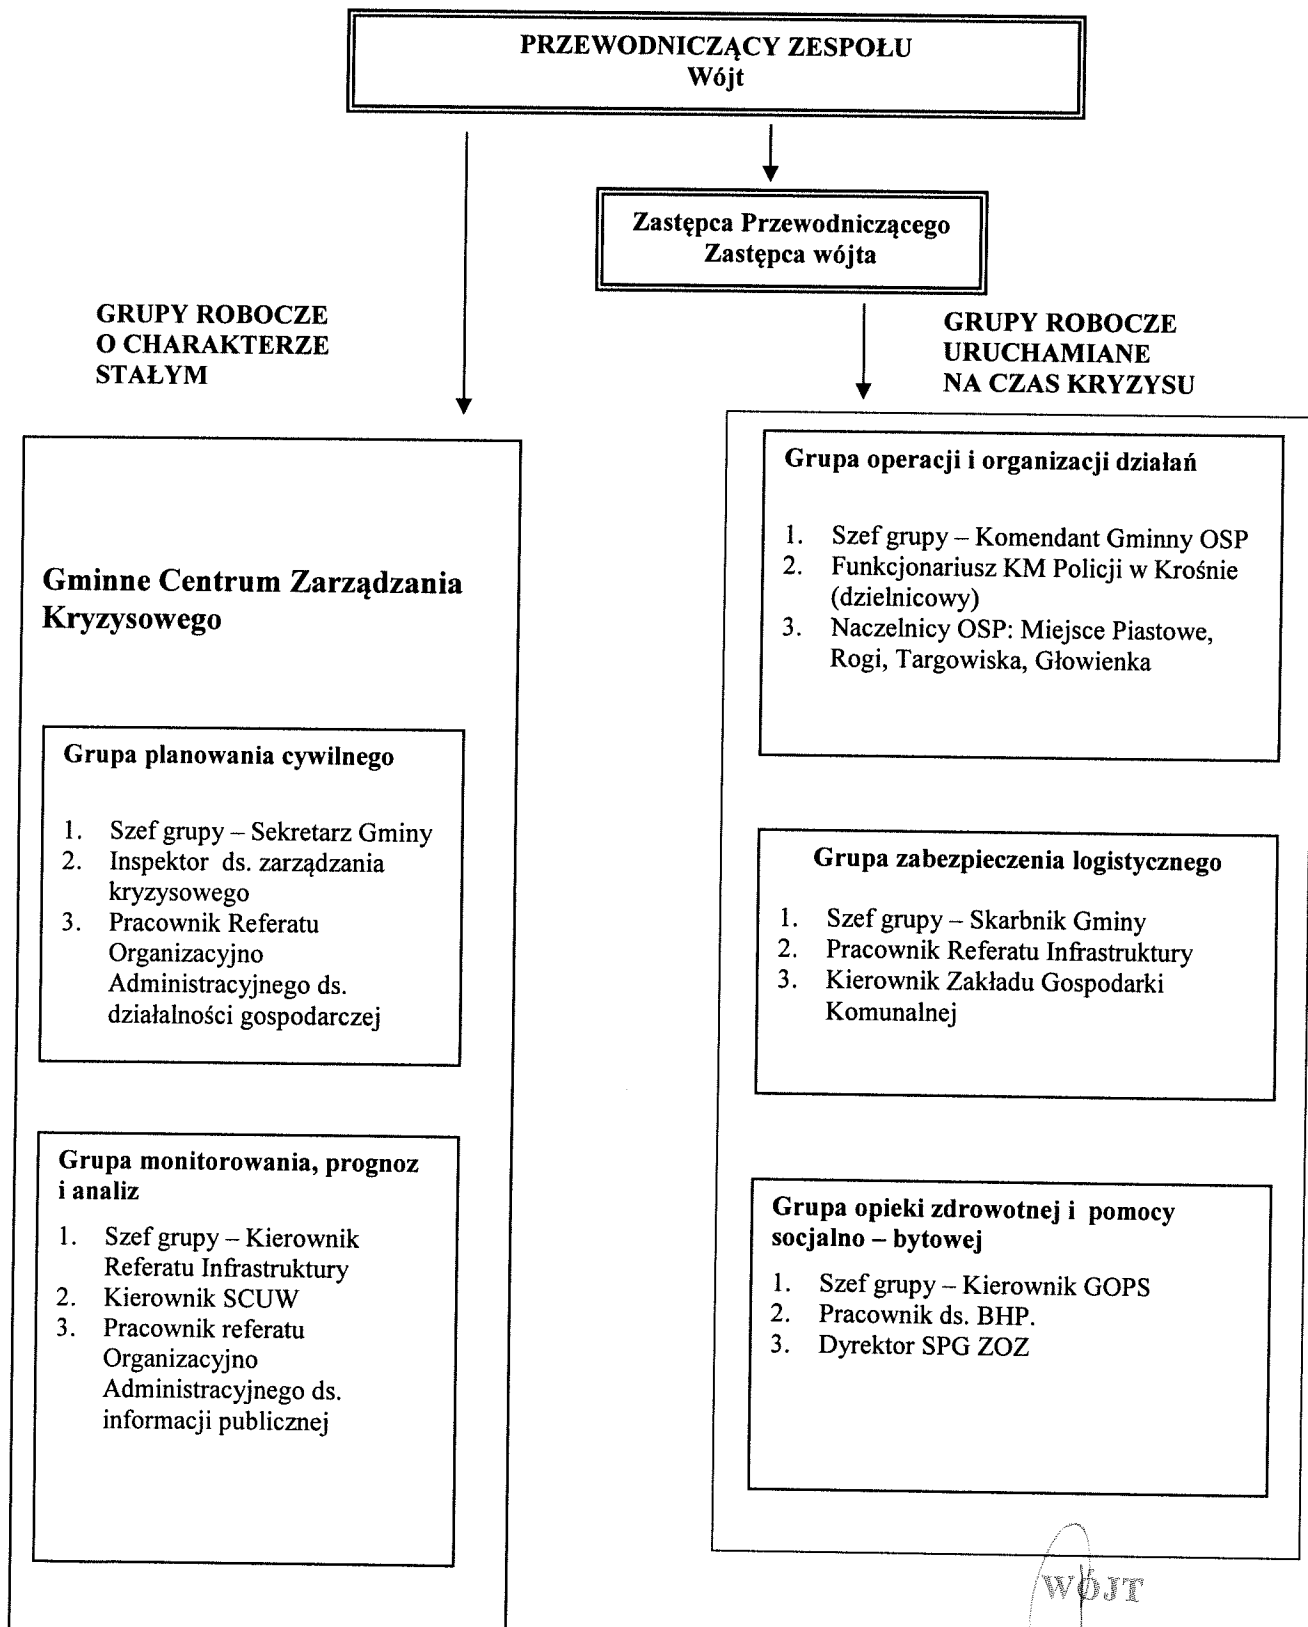 PRZEWODNICZĄCY ZESPOŁU
Wójt
Zastępca Przewodniczącego
Zastępca wójta
GRUPY ROBOCZE
O CHARAKTERZE
STAŁYM
GRUPY ROBOCZE
URUCHAMIANE
NA CZAS KRYZYSU
Gminne Centrum Zarządzania
Kryzysowego
Grupa planowania cywilnego
1. Szef grupy – Sekretarz Gminy
2. Inspektor ds. zarządzania
kryzysowego
3. Pracownik Referatu
Organizacyjno
Administracyjnego ds.
działalności gospodarczej
Grupa monitorowania, prognoz
i analiz
1. Szef grupy – Kierownik
Referatu Infrastruktury
2. Kierownik SCUW
3. Pracownik referatu
Organizacyjno
Administracyjnego ds.
informacji publicznej
Grupa operacji i organizacji działań
1. Szef grupy – Komendant Gminny OSP
2. Funkcjonariusz KM Policji w Krośnie
(dzielnicowy)
3. Naczelnicy OSP: Miejsce Piastowe,
Rogi, Targowiska, Głowienka
Grupa zabezpieczenia logistycznego
1. Szef grupy – Skarbnik Gminy
2. Pracownik Referatu Infrastruktury
3. Kierownik Zakładu Gospodarki
Komunalnej
Grupa opieki zdrowotnej i pomocy
socjalno – bytowej
1. Szef grupy – Kierownik GOPS
2. Pracownik ds. BHP.
3. Dyrektor SPG ZOZ
WÓJT